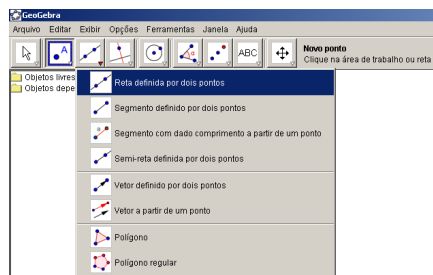 GeoGebra
Arquivo Editar Exibir Opções Ferramentas Janela Ajuda
A
ABC
Novo ponto
Clique na área de trabalho ou reta
Objetos livres
Objetos depe
Reta definida por dois pontos
Segmento definido por dois pontos
Segmento com dado comprimento a partir de um ponto
Semi-reta definida por dois pontos
Vetor definido por dois pontos
Vetor a partir de um ponto
Polígono
Polígono regular